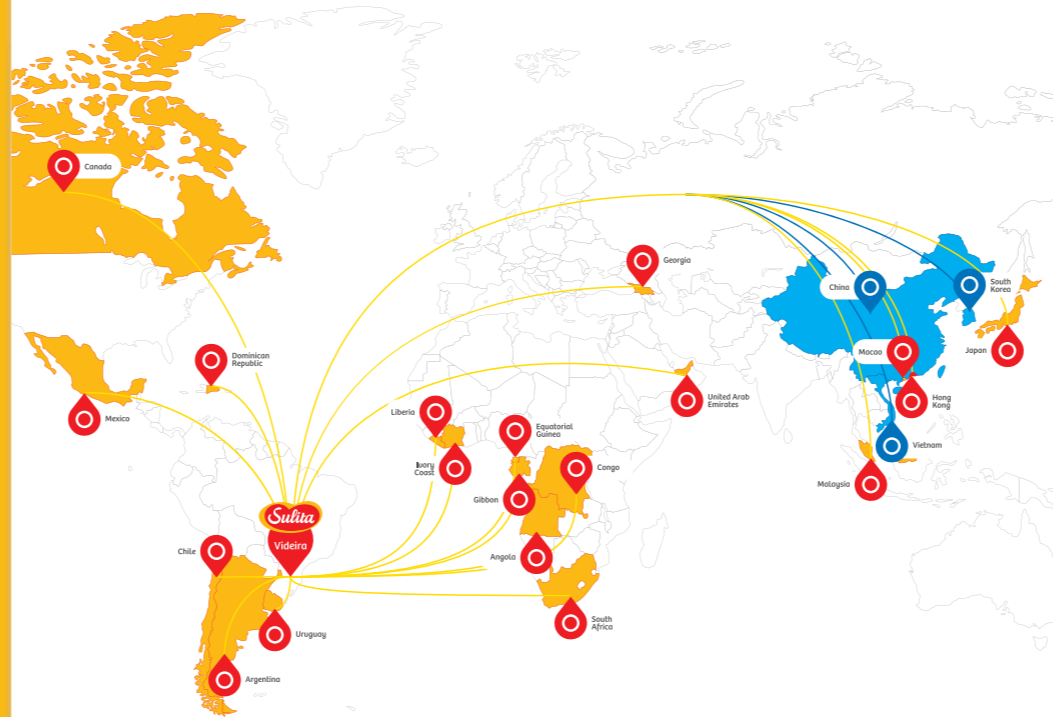 Canada
Georgia
China
South
Korea
Macao
Japan
Dominican
Republic
Mexico
Liberia
United Arab
Emirates
Hong
Kong
Equatorial
Guinea
Ivory
Coast
Congo
Vietnam
Malaysia
Gibbon
Sulita
Videira
Chile
Angola
South
Africa
Uruguay
Argentina